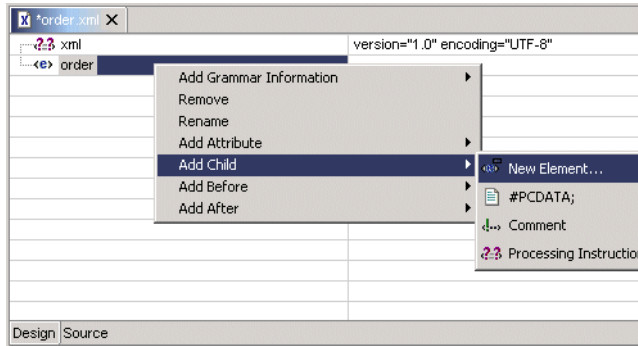 *order.xml
xml version="1.0" encoding="UTF-8"
order
Add Grammar Information
Remove
Rename
Add Attribute
Add Child
Add Before
Add After
New Element...
#PCDATA;
Comment
Processing Instructio
Design Source